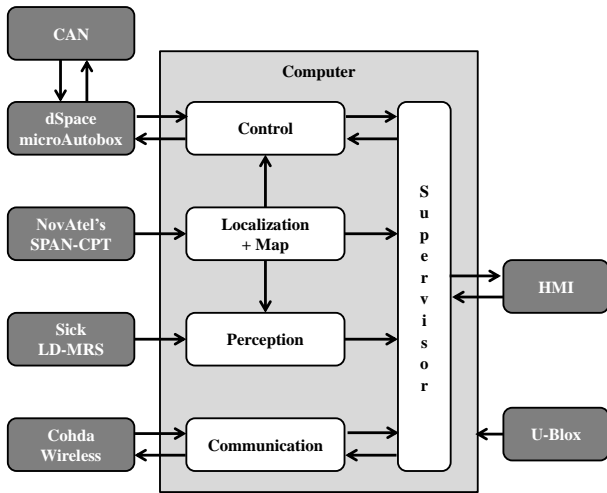 CAN
Computer
dSpace
microAutobox
Control
NovAtel's
SPAN-CPT
Localization
+ Map
Supervisor
HMI
Sick
LD-MRS
Perception
Cohda
Wireless
Communication
U-Blox